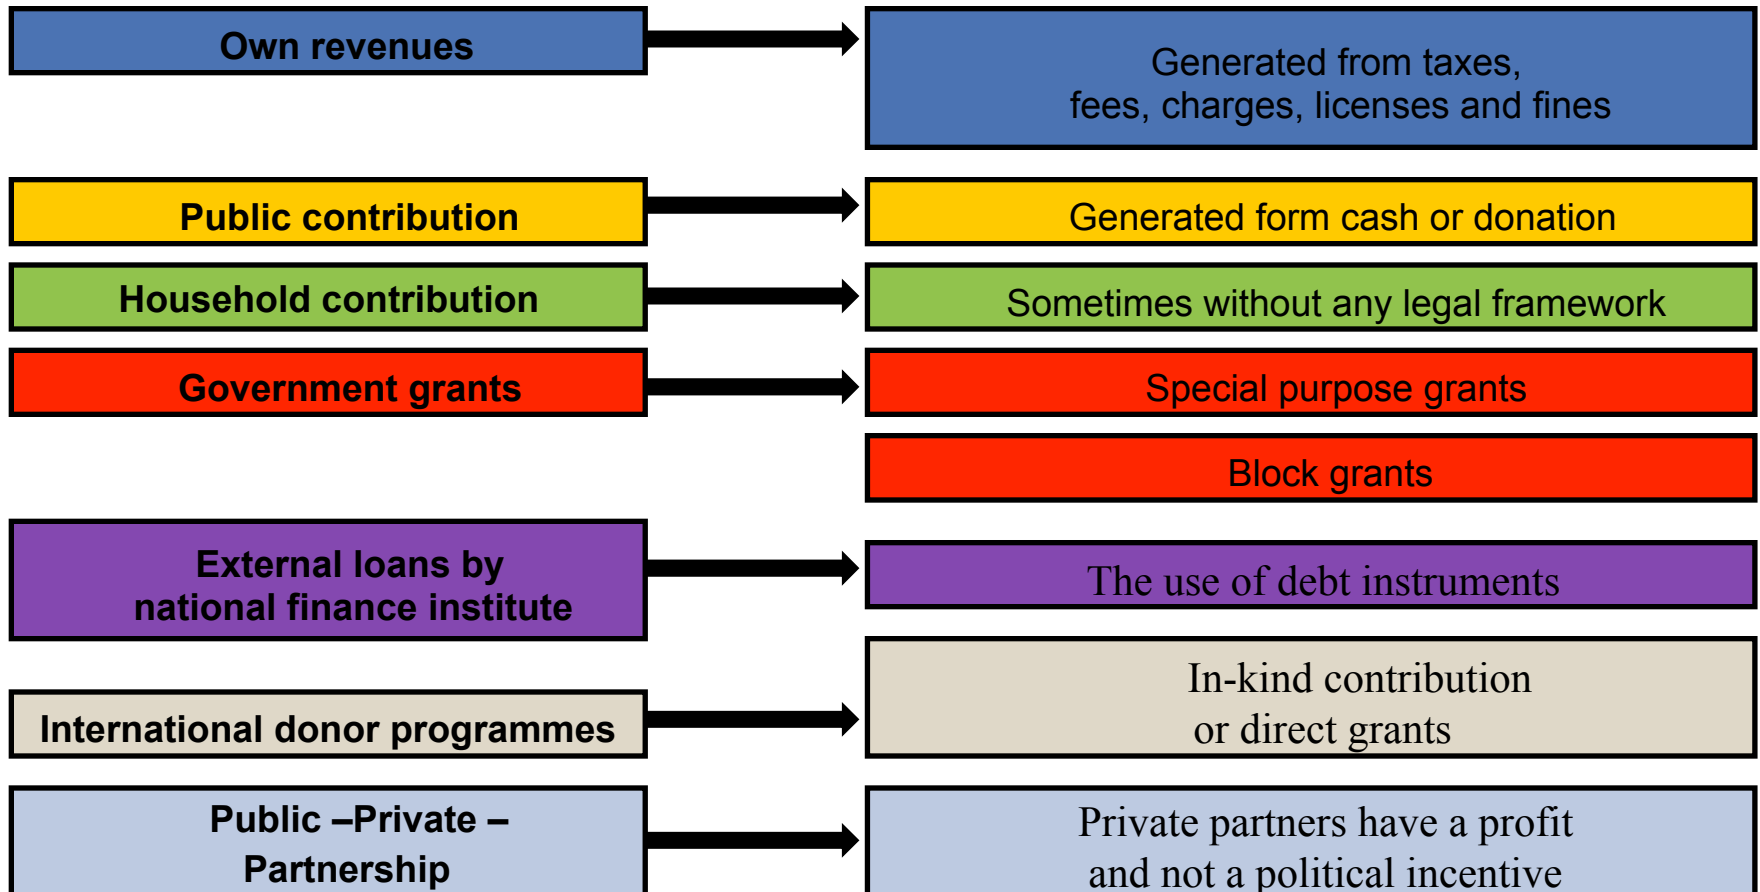 Own revenues
Generated from taxes,
fees, charges, licenses and fines
Public contribution
Generated form cash or donation
Household contribution
Sometimes without any legal framework
Government grants
Special purpose grants
Block grants
External loans by
national finance institute
The use of debt instruments
International donor programmes
In-kind contribution
or direct grants
Public –Private –
Partnership
Private partners have a profit
and not a political incentive